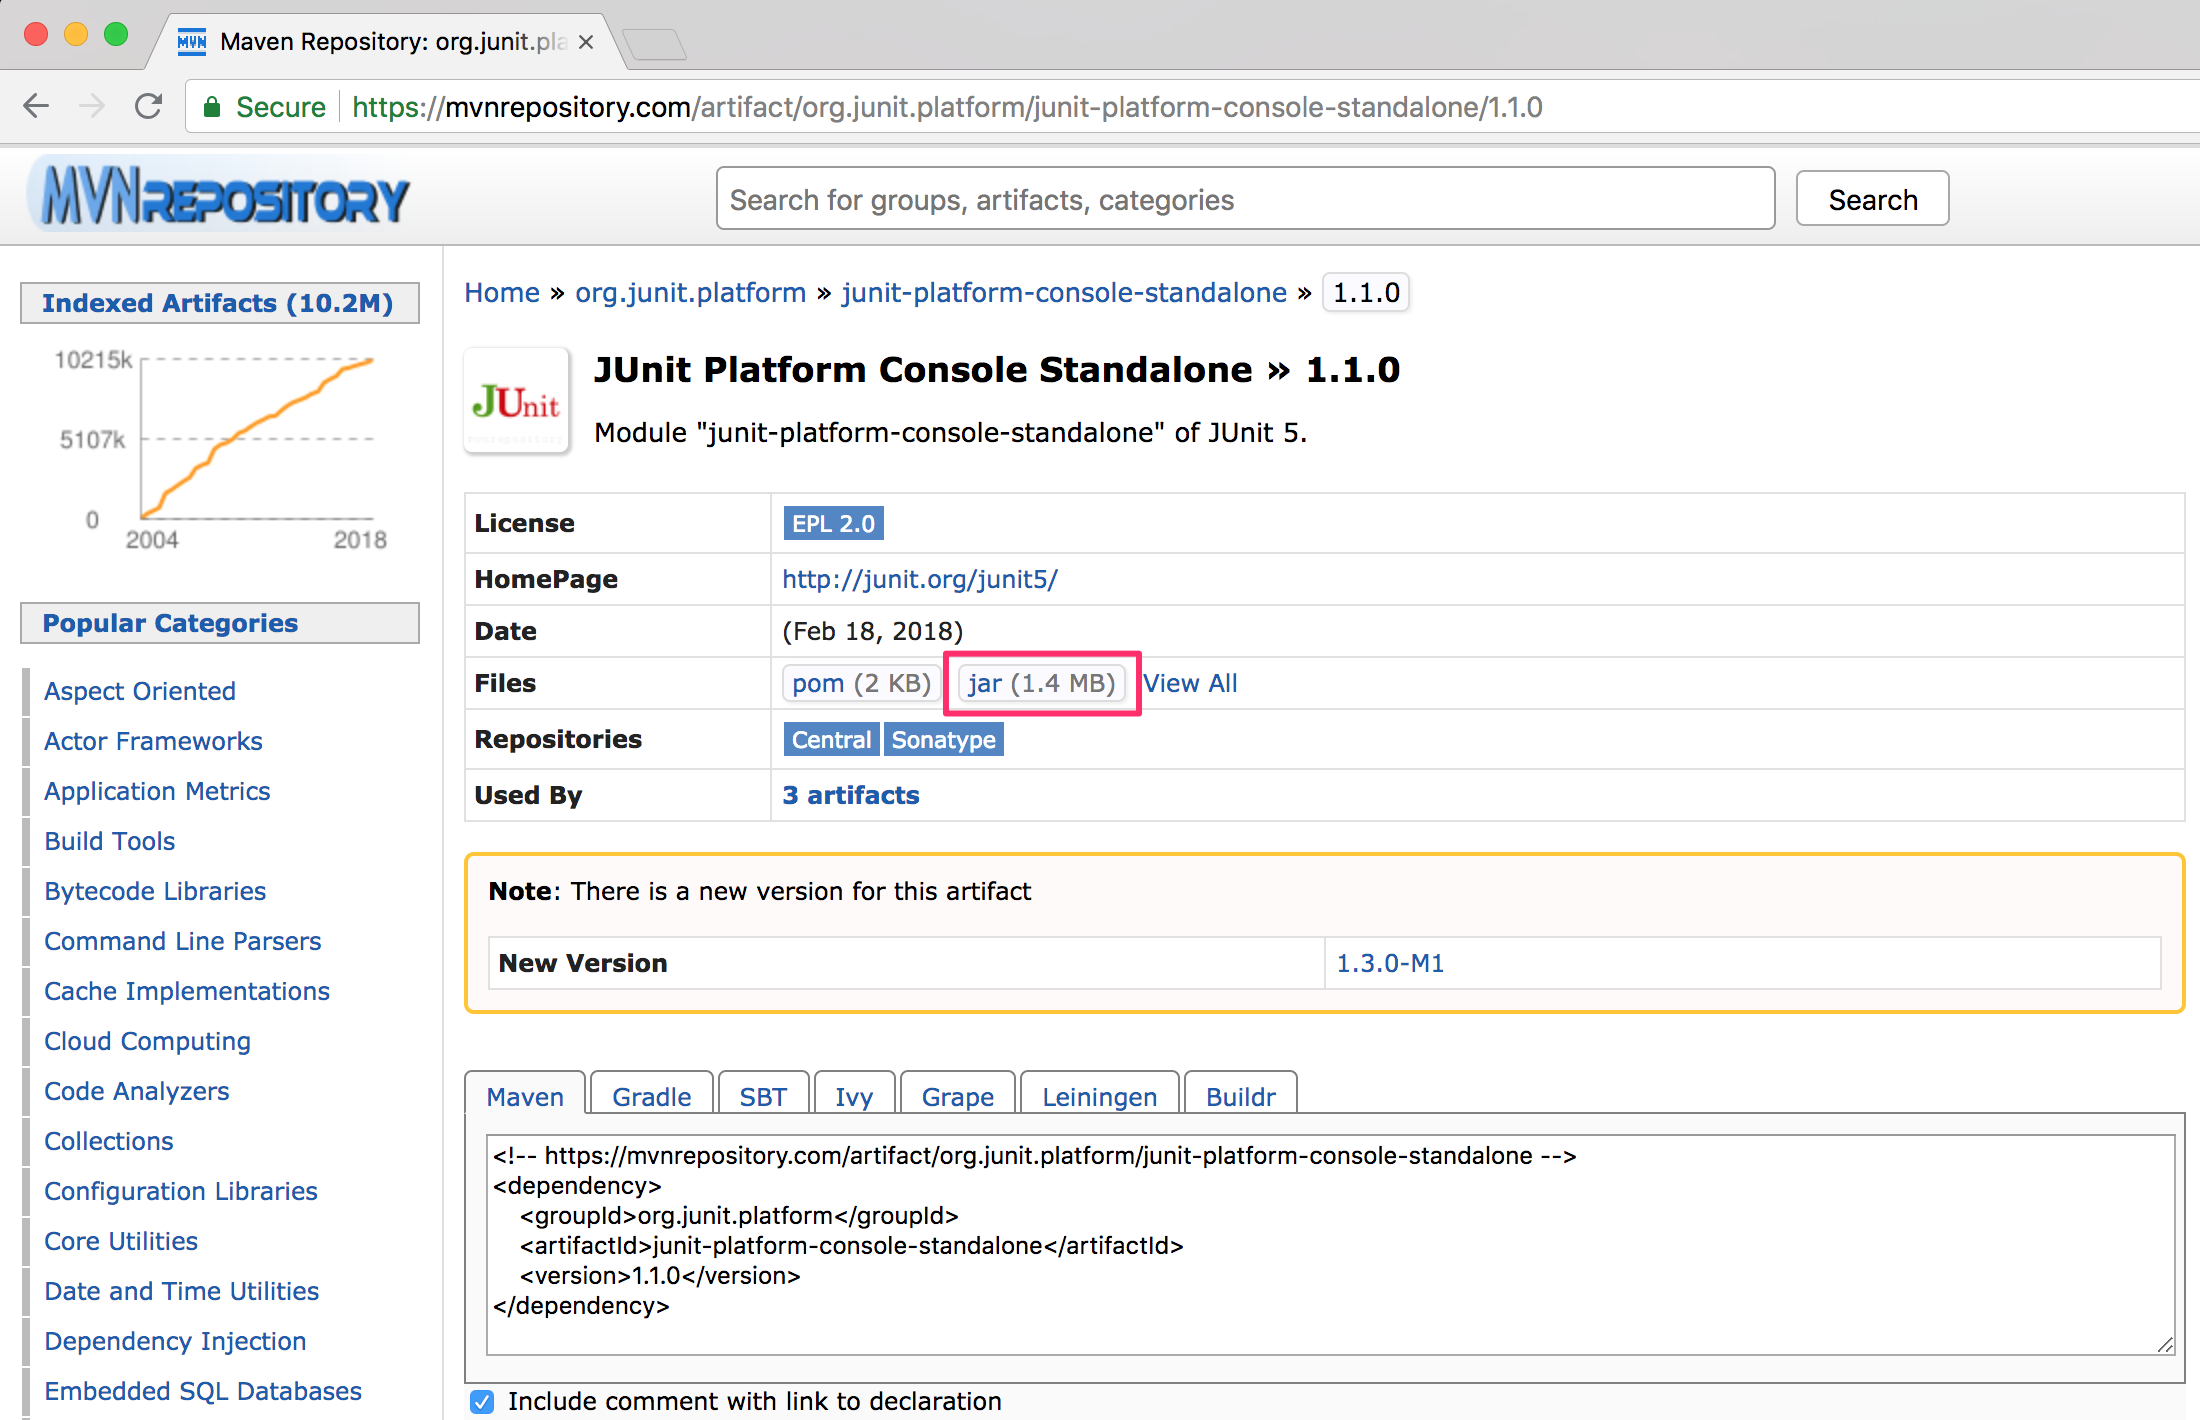 Maven Repository: org.junit.pla
Secure https://mvnrepository.com/artifact/org.junit.platform/junit-platform-console-standalone/1.1.0
MVNREPOSITORY
Search for groups, artifacts, categories
Search
Indexed Artifacts (10.2M)
10215k
5107k
0
2004 2018
Popular Categories
Aspect Oriented
Actor Frameworks
Application Metrics
Build Tools
Bytecode Libraries
Command Line Parsers
Cache Implementations
Cloud Computing
Code Analyzers
Collections
Configuration Libraries
Core Utilities
Date and Time Utilities
Dependency Injection
Embedded SQL Databases
Home » org.junit.platform » junit-platform-console-standalone » 1.1.0
JUnit
JUnit Platform Console Standalone » 1.1.0
Module "junit-platform-console-standalone" of JUnit 5.
License EPL 2.0
HomePage http://junit.org/junit5/
Date (Feb 18, 2018)
Files pom (2 KB) jar (1.4 MB) View All
Repositories Central Sonatype
Used By 3 artifacts
Note: There is a new version for this artifact
New Version 1.3.0-M1
Maven Gradle SBT Ivy Grape Leiningen Buildr
<!-- https://mvnrepository.com/artifact/org.junit.platform/junit-platform-console-standalone -->
<dependency>
<groupId>org.junit.platform</groupId>
<artifactId>junit-platform-console-standalone</artifactId>
<version>1.1.0</version>
</dependency>
Include comment with link to declaration